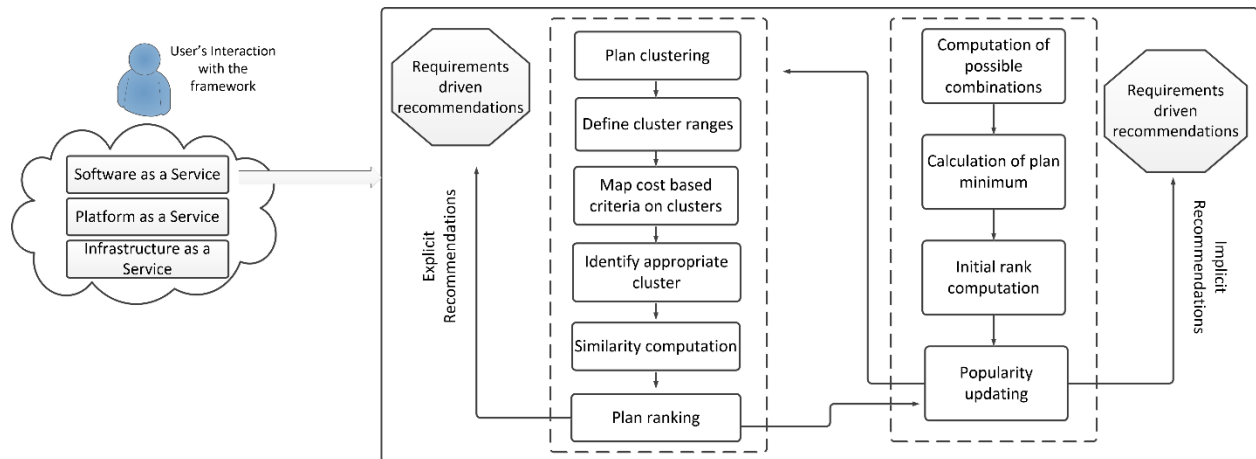 User's Interaction
with the
framework
Software as a Service
Platform as a Service
Infrastructure as a
Service
Requirements
driven
recommendations
Explicit
Recommendations
Plan clustering
Define cluster ranges
Map cost based
criteria on clusters
Identify appropriate
cluster
Similarity computation
Plan ranking
Computation of
possible
combinations
Calculation of plan
minimum
Initial rank
computation
Popularity
updating
Requirements
driven
recommendations
Implicit
Recommendations